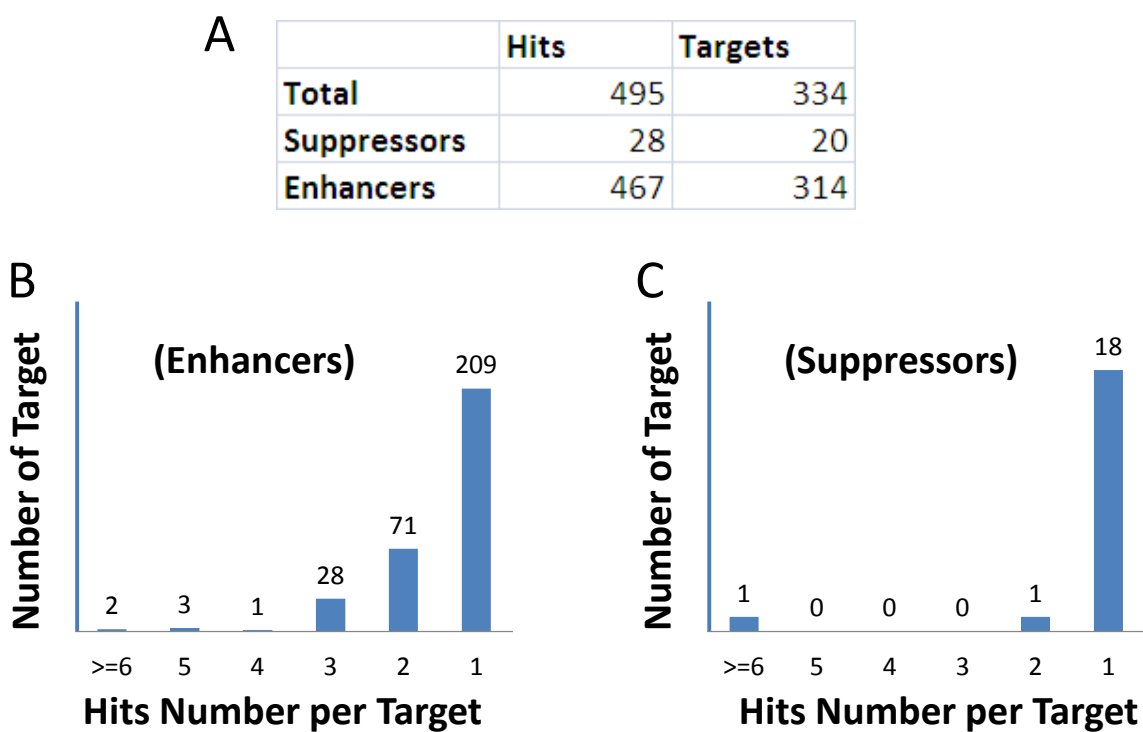 A
Hits Targets
Total 495 334
Suppressors 28 20
Enhancers 467 314
B
Number of Target
(Enhancers)
2 3 1 28 71 209
>=6 5 4 3 2 1
Hits Number per Target
C
Number of Target
(Suppressors)
1 0 0 0 1 18
>=6 5 4 3 2 1
Hits Number per Target